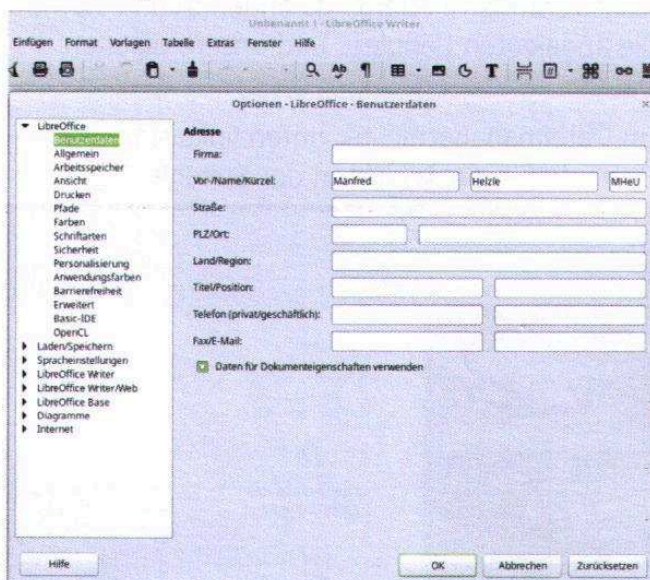 Unbenannt 1 - LibreOffice Writer
Einfügen Format Vorlagen Tabelle Extras Fenster Hilfe
Optionen - LibreOffice - Benutzerdaten
LibreOffice
Benutzerdaten
Allgemein
Arbeitsspeicher
Ansicht
Drucken
Pfade
Farben
Schriftarten
Sicherheit
Personalisierung
Anwendungsfarben
Barrierefreiheit
Erweitert
Basic-IDE
OpenCL
Laden/Speichern
Spracheinstellungen
LibreOffice Writer
LibreOffice Writer/Web
LibreOffice Base
Diagramme
Internet
Adresse
Firma:
Vor-/Name/Kürzel: Manfred Helzle MHeU
Straße:
PLZ/Ort:
Land/Region:
Titel/Position:
Telefon (privat/geschäftlich):
Fax/E-Mail:
Daten für Dokumenteigenschaften verwenden
Hilfe OK Abbrechen Zurücksetzen